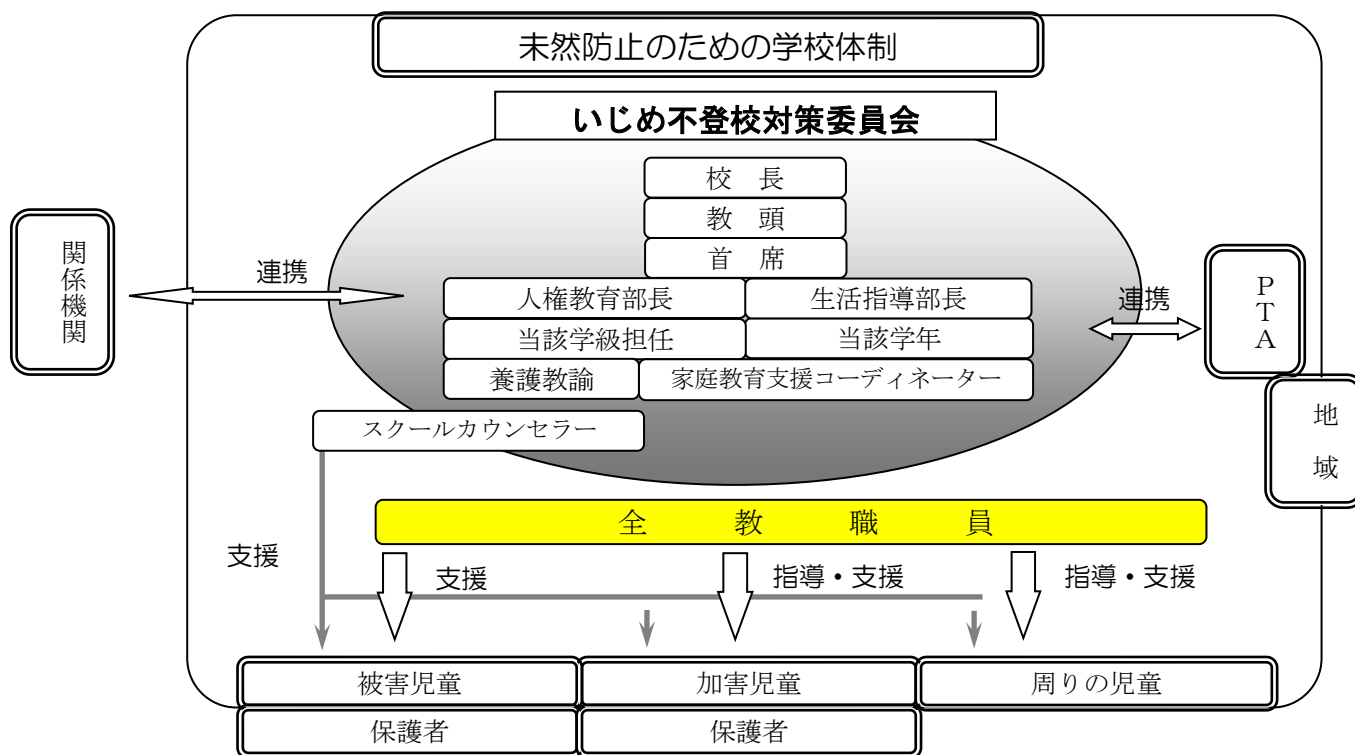 未然防止のための学校体制
いじめ不登校対策委員会
校　長
教　頭
首　席
人権教育部長
生活指導部長
当該学級担任
当該学年
養護教諭
家庭教育支援コーディネーター
スクールカウンセラー
関係機関
連携
連携
PTA
地域
全教職員
支援
支援
指導・支援
指導・支援
被害児童
加害児童
周りの児童
保護者
保護者